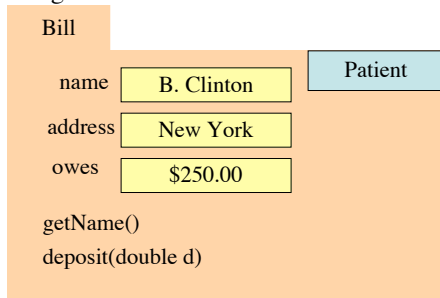 Bill
Patient
name B. Clinton
address New York
owes $250.00
getName()
deposit(double d)